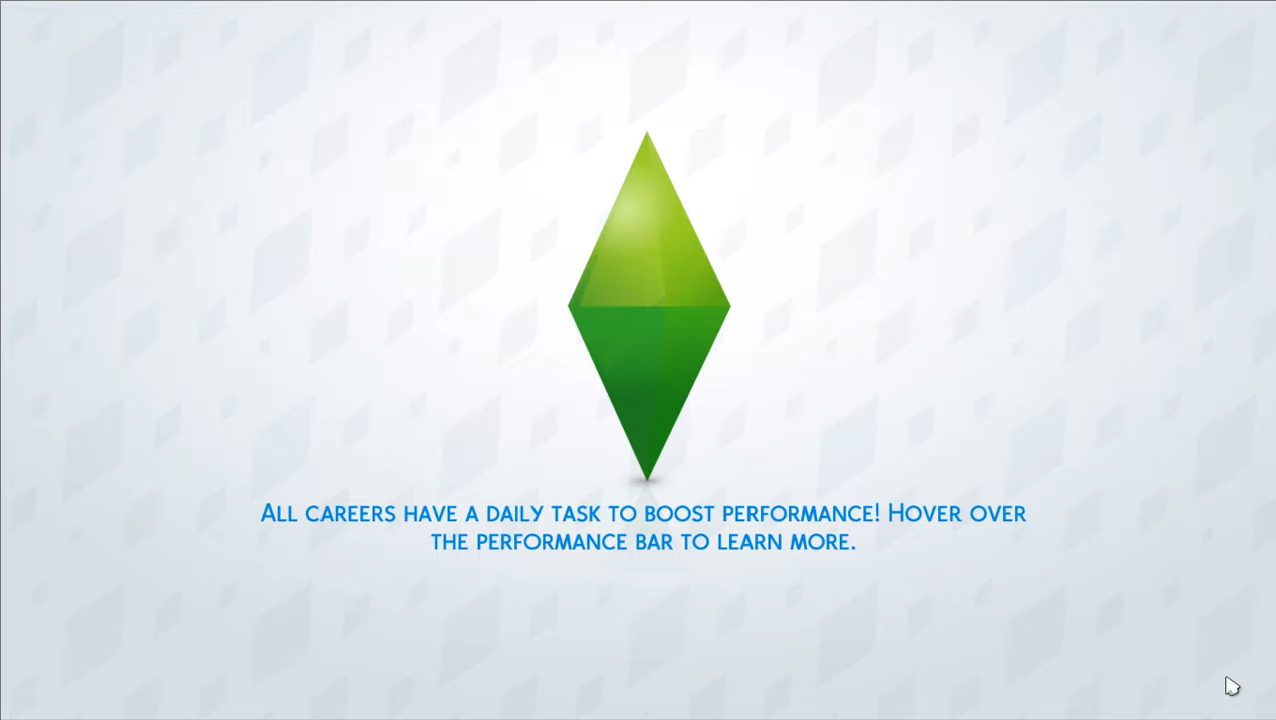 All careers have a daily task to boost performance! Hover over
the performance bar to learn more.